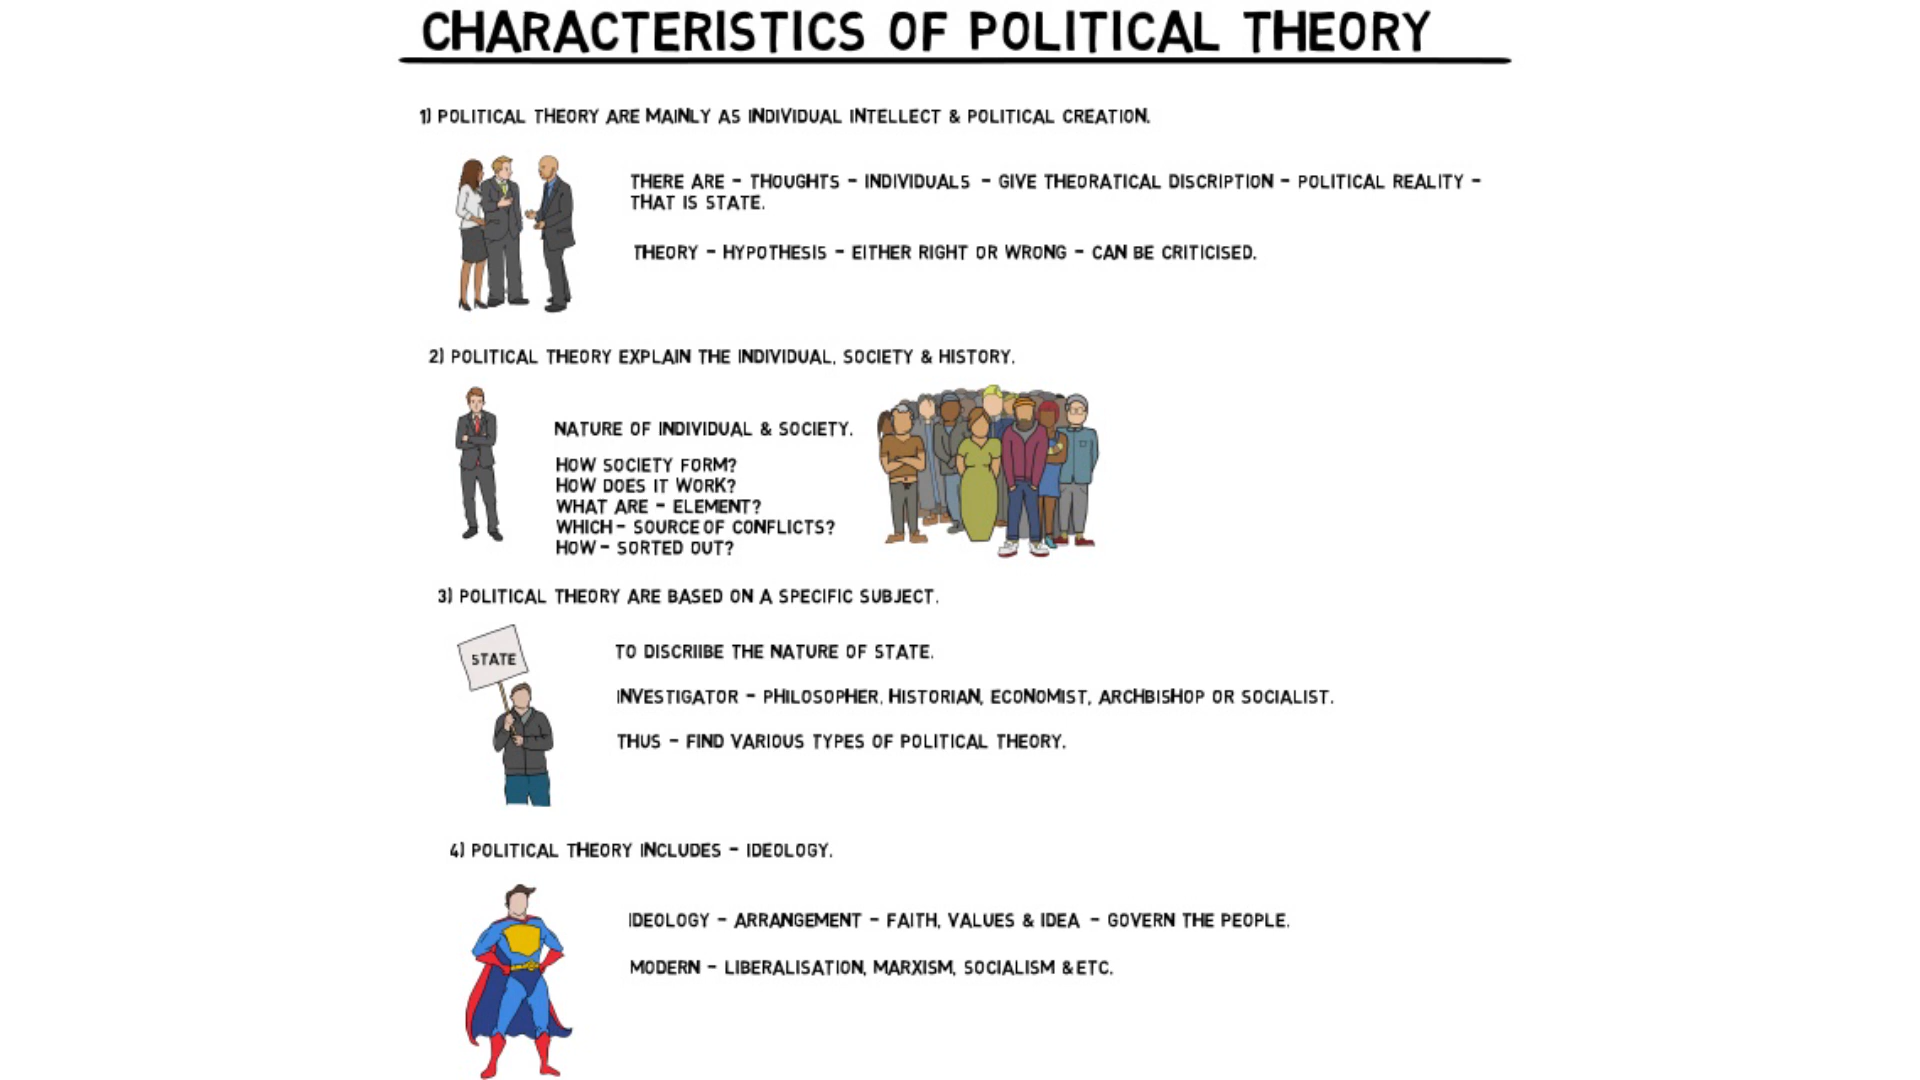 CHARACTERISTICS OF POLITICAL THEORY
1) POLITICAL THEORY ARE MAINLY AS INDIVIDUAL INTELLECT & POLITICAL CREATION.
THERE ARE - THOUGHTS - INDIVIDUALS - GIVE THEORATICAL DISCRIPTION - POLITICAL REALITY -
THAT IS STATE.
THEORY - HYPOTHESIS - EITHER RIGHT OR WRONG - CAN BE CRITICISED.
2) POLITICAL THEORY EXPLAIN THE INDIVIDUAL, SOCIETY & HISTORY.
NATURE OF INDIVIDUAL & SOCIETY.
HOW SOCIETY FORM?
HOW DOES IT WORK?
WHAT ARE - ELEMENT?
WHICH - SOURCE OF CONFLICTS?
HOW - SORTED OUT?
3) POLITICAL THEORY ARE BASED ON A SPECIFIC SUBJECT.
STATE
TO DISCRIIBE THE NATURE OF STATE.
INVESTIGATOR - PHILOSOPHER, HISTORIAN, ECONOMIST, ARCHBISHOP OR SOCIALIST.
THUS - FIND VARIOUS TYPES OF POLITICAL THEORY.
4) POLITICAL THEORY INCLUDES - IDEOLOGY.
IDEOLOGY - ARRANGEMENT - FAITH, VALUES & IDEA - GOVERN THE PEOPLE.
MODERN - LIBERALISATION, MARXISM, SOCIALISM & ETC.